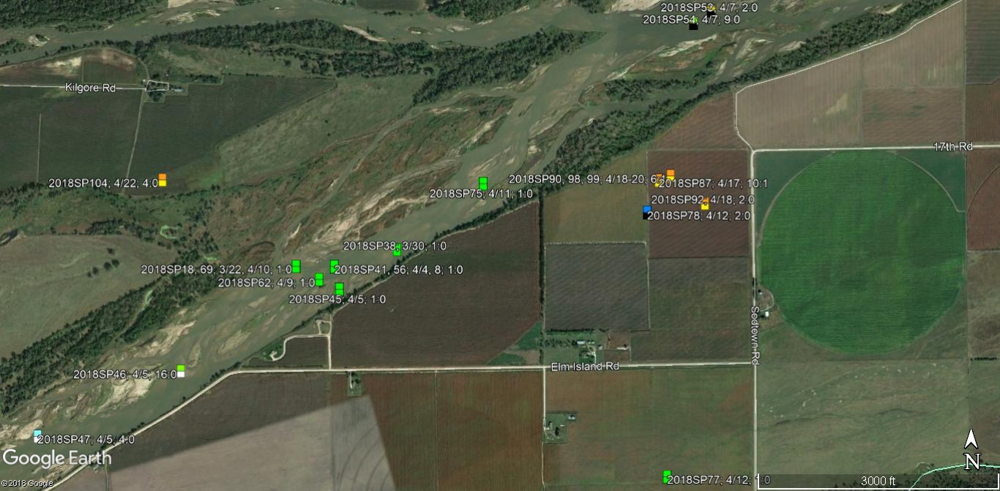 2018SP53; 4/7; 2:0
2018SP54; 4/7; 9:0
Kilgore Rd
17th Rd
2018SP104; 4/22; 4:0
2018SP90, 98, 99; 4/18-20; 6:1
2018SP87; 4/17; 10:1
2018SP75; 4/11; 1:0
2018SP92; 4/18; 2:0
2018SP78; 4/12; 2:0
2018SP38; 3/30; 1:0
2018SP18, 69; 3/22, 4/10; 1:0
2018SP41, 56; 4/4, 8; 1:0
2018SP62; 4/9; 1:0
2018SP45; 4/5; 1:0
Sodtown Rd
Elm Island Rd
2018SP46; 4/5; 16:0
2018SP47; 4/5; 4:0
Google Earth
N
2018SP77; 4/12; 1:0
3000 ft
©2018 Google